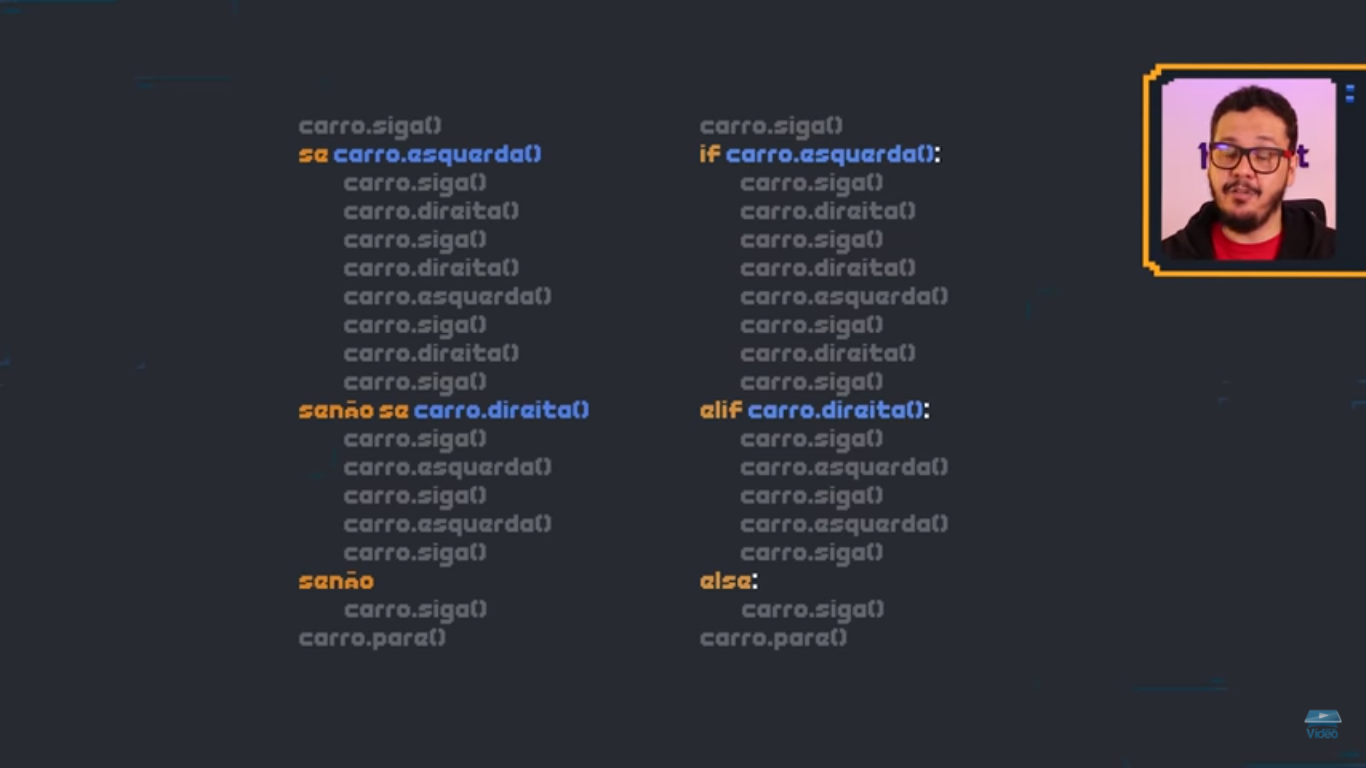 carro.siga()
se carro.esquerda()
carro.siga()
carro.direita()
carro.siga()
carro.direita()
carro.esquerda()
carro.siga()
carro.direita()
carro.siga()
senão se carro.direita()
carro.siga()
carro.esquerda()
carro.siga()
carro.esquerda()
carro.siga()
senão
carro.siga()
carro.pare()
carro.siga()
if carro.esquerda():
carro.siga()
carro.direita()
carro.siga()
carro.direita()
carro.esquerda()
carro.siga()
carro.direita()
carro.siga()
elif carro.direita():
carro.siga()
carro.esquerda()
carro.siga()
carro.esquerda()
carro.siga()
else:
carro.siga()
carro.pare()
Vídeo